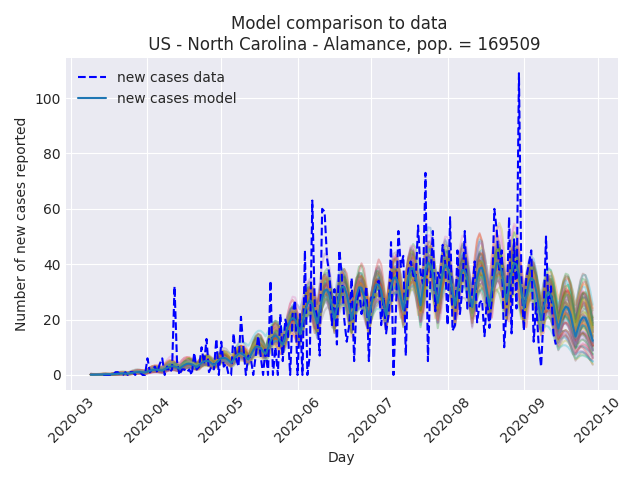 Model comparison to data
US - North Carolina - Alamance, pop. = 169509
new cases data
new cases model
Number of new cases reported
100
80
60
40
20
0
2020-03
2020-04
2020-05
2020-06
2020-07
2020-08
2020-09
2020-10
Day